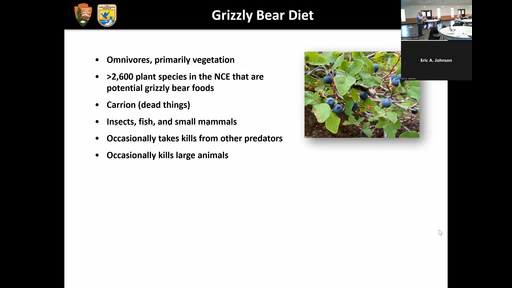 Grizzly Bear Diet
Eric A. Johnson
• Omnivores, primarily vegetation
• >2,600 plant species in the NCE that are
potential grizzly bear foods
• Carrion (dead things)
• Insects, fish, and small mammals
• Occasionally takes kills from other predators
• Occasionally kills large animals